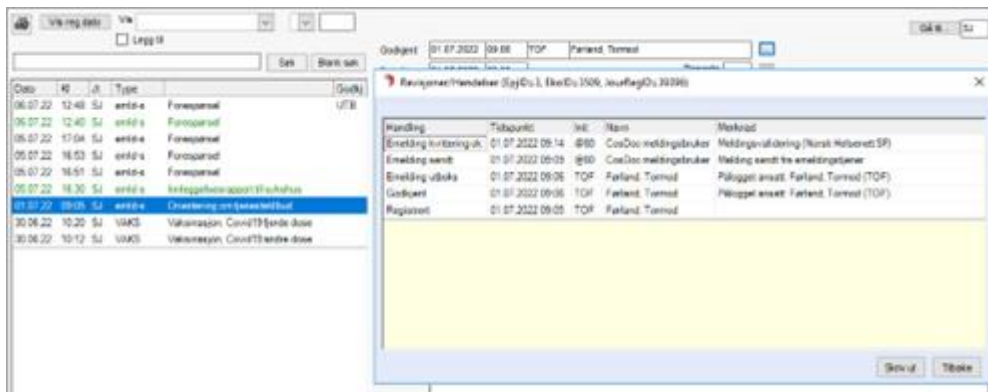 Vis reg.dato Vis
Legg til
Søk Blank søk
Gå til... SJ
Godkjent 01.07.2022 09:06 TOF Førland, Tormod
Revisjoner/Hendelser
Dato Kl Jt Type Godkj
06.07.22 12:48 SJ emld-s Forespørsel UTB
06.07.22 12:40 SJ emld-s Forespørsel
05.07.22 17:04 SJ emld-s Forespørsel
05.07.22 16:53 SJ emld-s Forespørsel
05.07.22 16:51 SJ emld-s Forespørsel
05.07.22 16:30 SJ emld-s Innleggelsesrapport til sykehus
01.07.22 09:05 SJ emld-s Orientering om tjenestetilbud
30.06.22 10:20 SJ VAKS Vaksinasjon, Covid19 fjerde dose
30.06.22 10:12 SJ VAKS Vaksinasjon, Covid19 andre dose
Handling Tidspunkt Init Navn Merknad
Emelding kvittering ok 01.07.2022 09:14 @60 CosDoc meldingsbruker Meldingsvalidering (Norsk Helsenett SF)
Emelding sendt 01.07.2022 09:09 @60 CosDoc meldingsbruker Melding sendt fra emeldingstjener
Emelding utboks 01.07.2022 09:06 TOF Førland, Tormod Pålogget ansatt: Førland, Tormod (TOF)
Godkjent 01.07.2022 09:06 TOF Førland, Tormod Pålogget ansatt: Førland, Tormod (TOF)
Registrert 01.07.2022 09:05 TOF Førland, Tormod
Skriv ut Tilbake